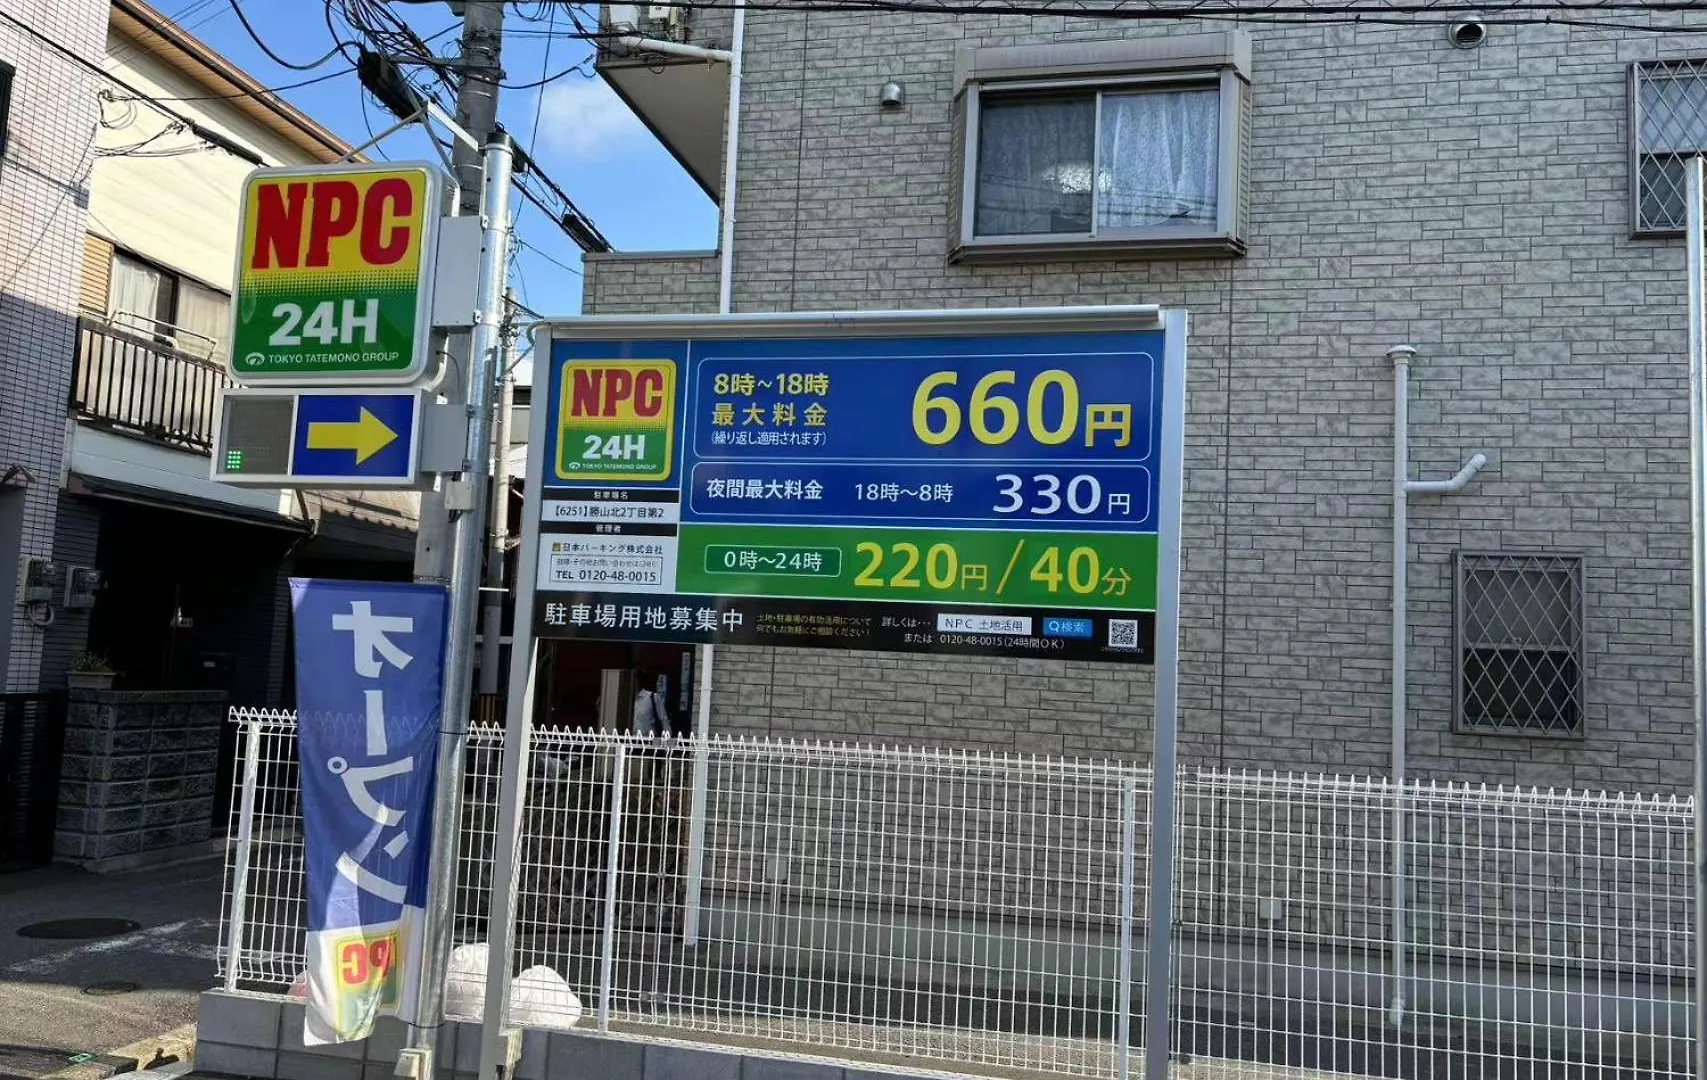 NPC
24H
TOKYO TATEMONO GROUP
NPC
24H
TOKYO TATEMONO GROUP
駐車場名
【6251】勝山北2丁目第2
管理者
日本パーキング株式会社
TEL 0120-48-0015
8時～18時
最大料金
(繰り返し適用されます)
660円
夜間最大料金 18時～8時 330円
0時～24時 220円/40分
駐車場用地募集中
土地・駐車場の有効活用について
何でもお気軽にご相談ください!
詳しくは… NPC 土地活用 検索
または 0120-48-0015(24時間OK)
オープン
NPC